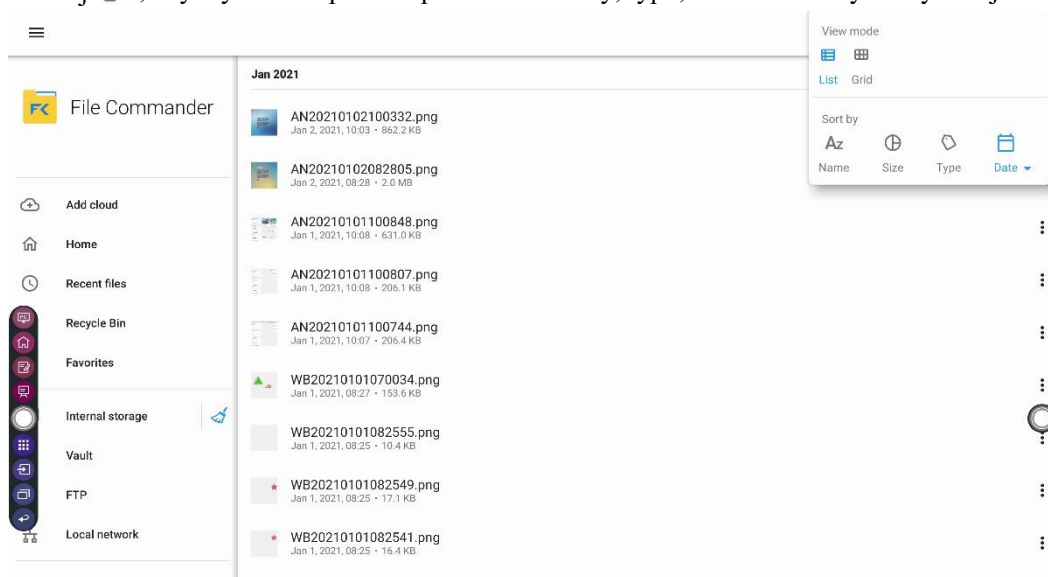 View mode
List Grid
Sort by
Az
Name Size Type Date
FK File Commander
Add cloud
Home
Recent files
Recycle Bin
Favorites
Internal storage
Vault
FTP
Local network
Jan 2021
AN20210102100332.png
Jan 2, 2021, 10:03 • 862.2 KB
AN20210102082805.png
Jan 2, 2021, 08:28 • 2.0 MB
AN20210101100848.png
Jan 1, 2021, 10:08 • 631.0 KB
AN20210101100807.png
Jan 1, 2021, 10:08 • 206.1 KB
AN20210101100744.png
Jan 1, 2021, 10:07 • 206.4 KB
WB20210101070034.png
Jan 1, 2021, 08:27 • 153.6 KB
WB20210101082555.png
Jan 1, 2021, 08:25 • 10.4 KB
WB20210101082549.png
Jan 1, 2021, 08:25 • 17.1 KB
WB20210101082541.png
Jan 1, 2021, 08:25 • 16.4 KB